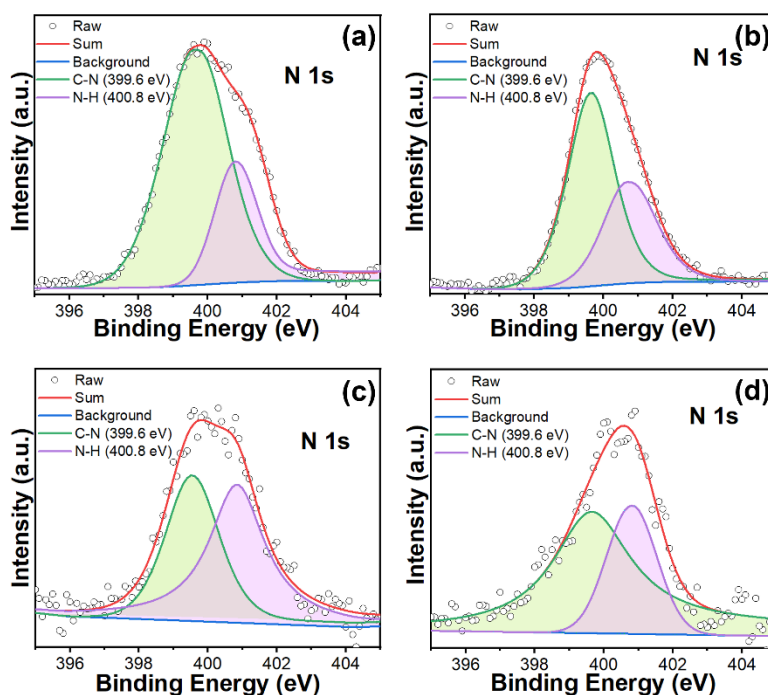 Raw
Sum
Background
C-N (399.6 eV)
N-H (400.8 eV)
(a)
N 1s
Intensity (a.u.)
396 398 400 402 404
Binding Energy (eV)
Raw
Sum
Background
C-N (399.6 eV)
N-H (400.8 eV)
(b)
N 1s
Intensity (a.u.)
396 398 400 402 404
Binding Energy (eV)
Raw
Sum
Background
C-N (399.6 eV)
N-H (400.8 eV)
(c)
N 1s
Intensity (a.u.)
396 398 400 402 404
Binding Energy (eV)
Raw
Sum
Background
C-N (399.6 eV)
N-H (400.8 eV)
(d)
N 1s
Intensity (a.u.)
396 398 400 402 404
Binding Energy (eV)